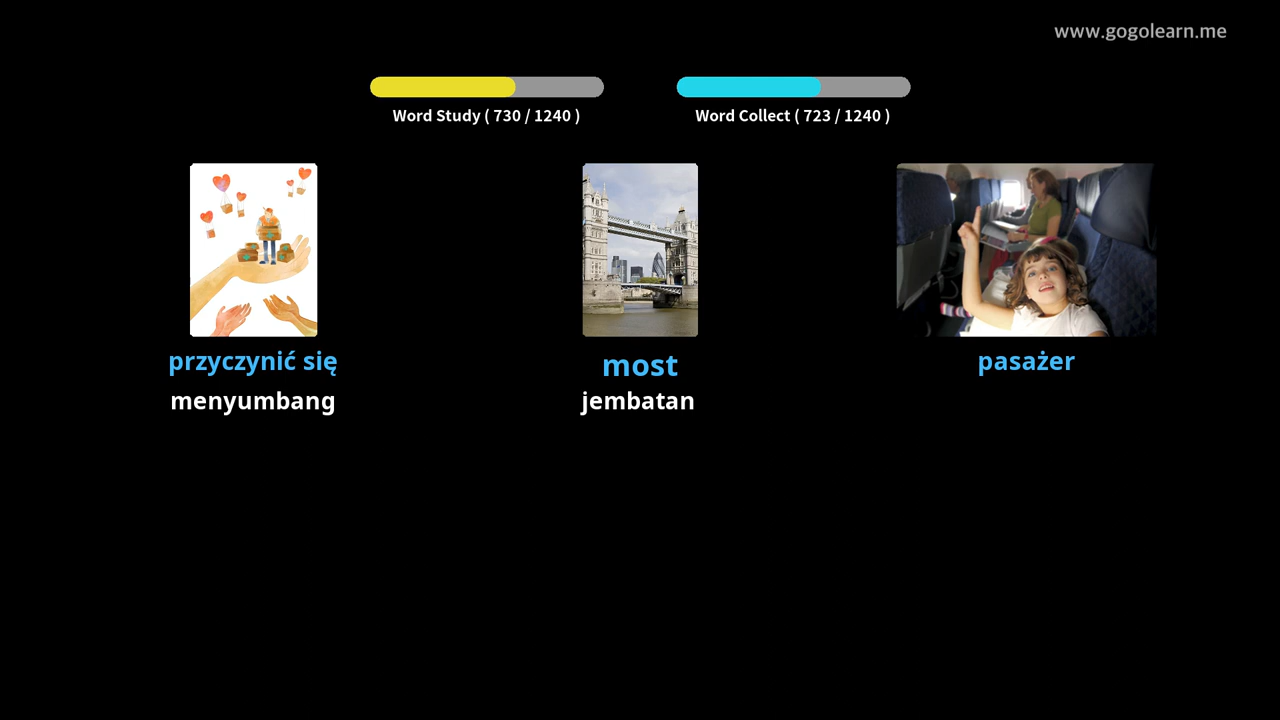 www.gogolearn.me
Word Study ( 730 / 1240 )
Word Collect ( 723 / 1240 )
przyczynić się
menyumbang
most
jembatan
pasażer